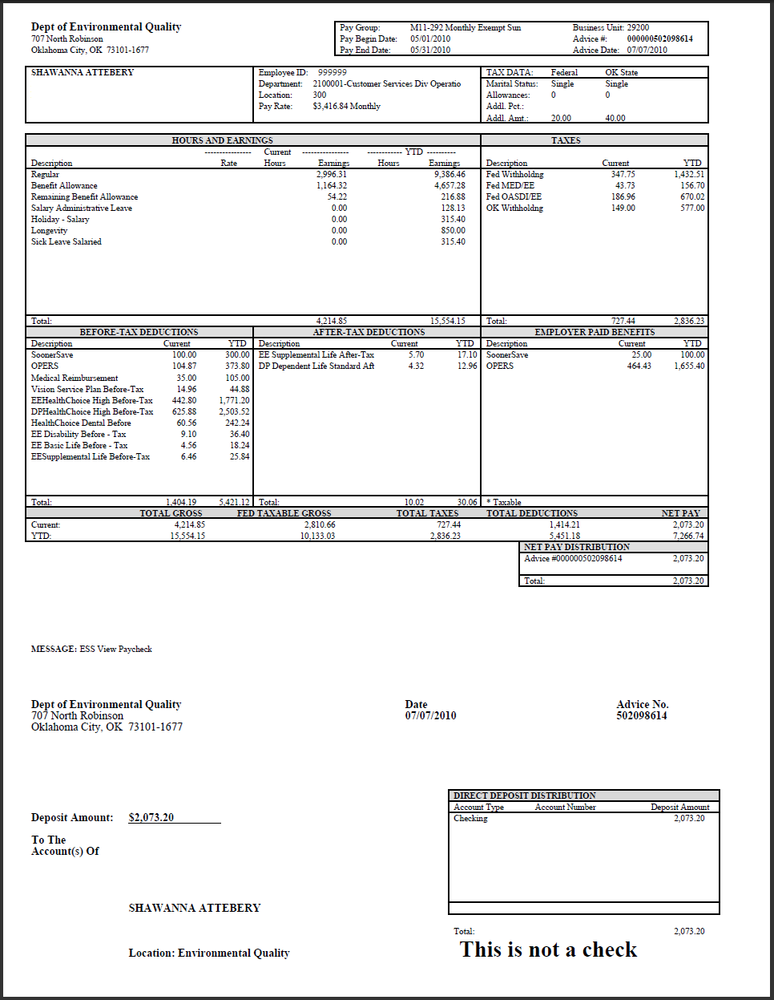 Dept of Environmental Quality
707 North Robinson
Oklahoma City, OK 73101-1677
Pay Group: M11-292 Monthly Exempt Sun Business Unit: 29200
Pay Begin Date: 05/01/2010 Advice #: 000000502098614
Pay End Date: 05/31/2010 Advice Date: 07/07/2010
SHAWANNA ATTEBERY
Employee ID: 999999
Department: 2100001-Customer Services Div Operatio
Location: 300
Pay Rate: $3,416.84 Monthly
TAX DATA: Federal OK State
Marital Status: Single Single
Allowances: 0 0
Addl. Pct.:
Addl. Amt.: 20.00 40.00
HOURS AND EARNINGS
---------------- Current ---------------- ------------ YTD ----------
Description Rate Hours Earnings Hours Earnings
Regular 2,996.31 9,386.46
Benefit Allowance 1,164.32 4,657.28
Remaining Benefit Allowance 54.22 216.88
Salary Administrative Leave 0.00 128.13
Holiday - Salary 0.00 315.40
Longevity 0.00 850.00
Sick Leave Salaried 0.00 315.40
Total: 4,214.85 15,554.15
TAXES
Description Current YTD
Fed Withholdng 347.75 1,432.51
Fed MED/EE 43.73 156.70
Fed OASDI/EE 186.96 670.02
OK Withholdng 149.00 577.00
Total: 727.44 2,836.23
BEFORE-TAX DEDUCTIONS
Description Current YTD
SoonerSave 100.00 300.00
OPERS 104.87 373.80
Medical Reimbursement 35.00 105.00
Vision Service Plan Before-Tax 14.96 44.88
EEHealthChoice High Before-Tax 442.80 1,771.20
DPHealthChoice High Before-Tax 625.88 2,503.52
HealthChoice Dental Before 60.56 242.24
EE Disability Before - Tax 9.10 36.40
EE Basic Life Before - Tax 4.56 18.24
EESupplemental Life Before-Tax 6.46 25.84
Total: 1,404.19 5,421.12
AFTER-TAX DEDUCTIONS
Description Current YTD
EE Supplemental Life After-Tax 5.70 17.10
DP Dependent Life Standard Aft 4.32 12.96
Total: 10.02 30.06
EMPLOYER PAID BENEFITS
Description Current YTD
SoonerSave 25.00 100.00
OPERS 464.43 1,655.40
* Taxable
TOTAL GROSS FED TAXABLE GROSS TOTAL TAXES TOTAL DEDUCTIONS NET PAY
Current: 4,214.85 2,810.66 727.44 1,414.21 2,073.20
YTD: 15,554.15 10,133.03 2,836.23 5,451.18 7,266.74
NET PAY DISTRIBUTION
Advice #000000502098614 2,073.20
Total: 2,073.20
MESSAGE: ESS View Paycheck
Dept of Environmental Quality
707 North Robinson
Oklahoma City, OK 73101-1677
Date
07/07/2010
Advice No.
502098614
Deposit Amount: $2,073.20
To The
Account(s) Of
SHAWANNA ATTEBERY
Location: Environmental Quality
DIRECT DEPOSIT DISTRIBUTION
Account Type Account Number Deposit Amount
Checking 2,073.20
Total: 2,073.20
This is not a check